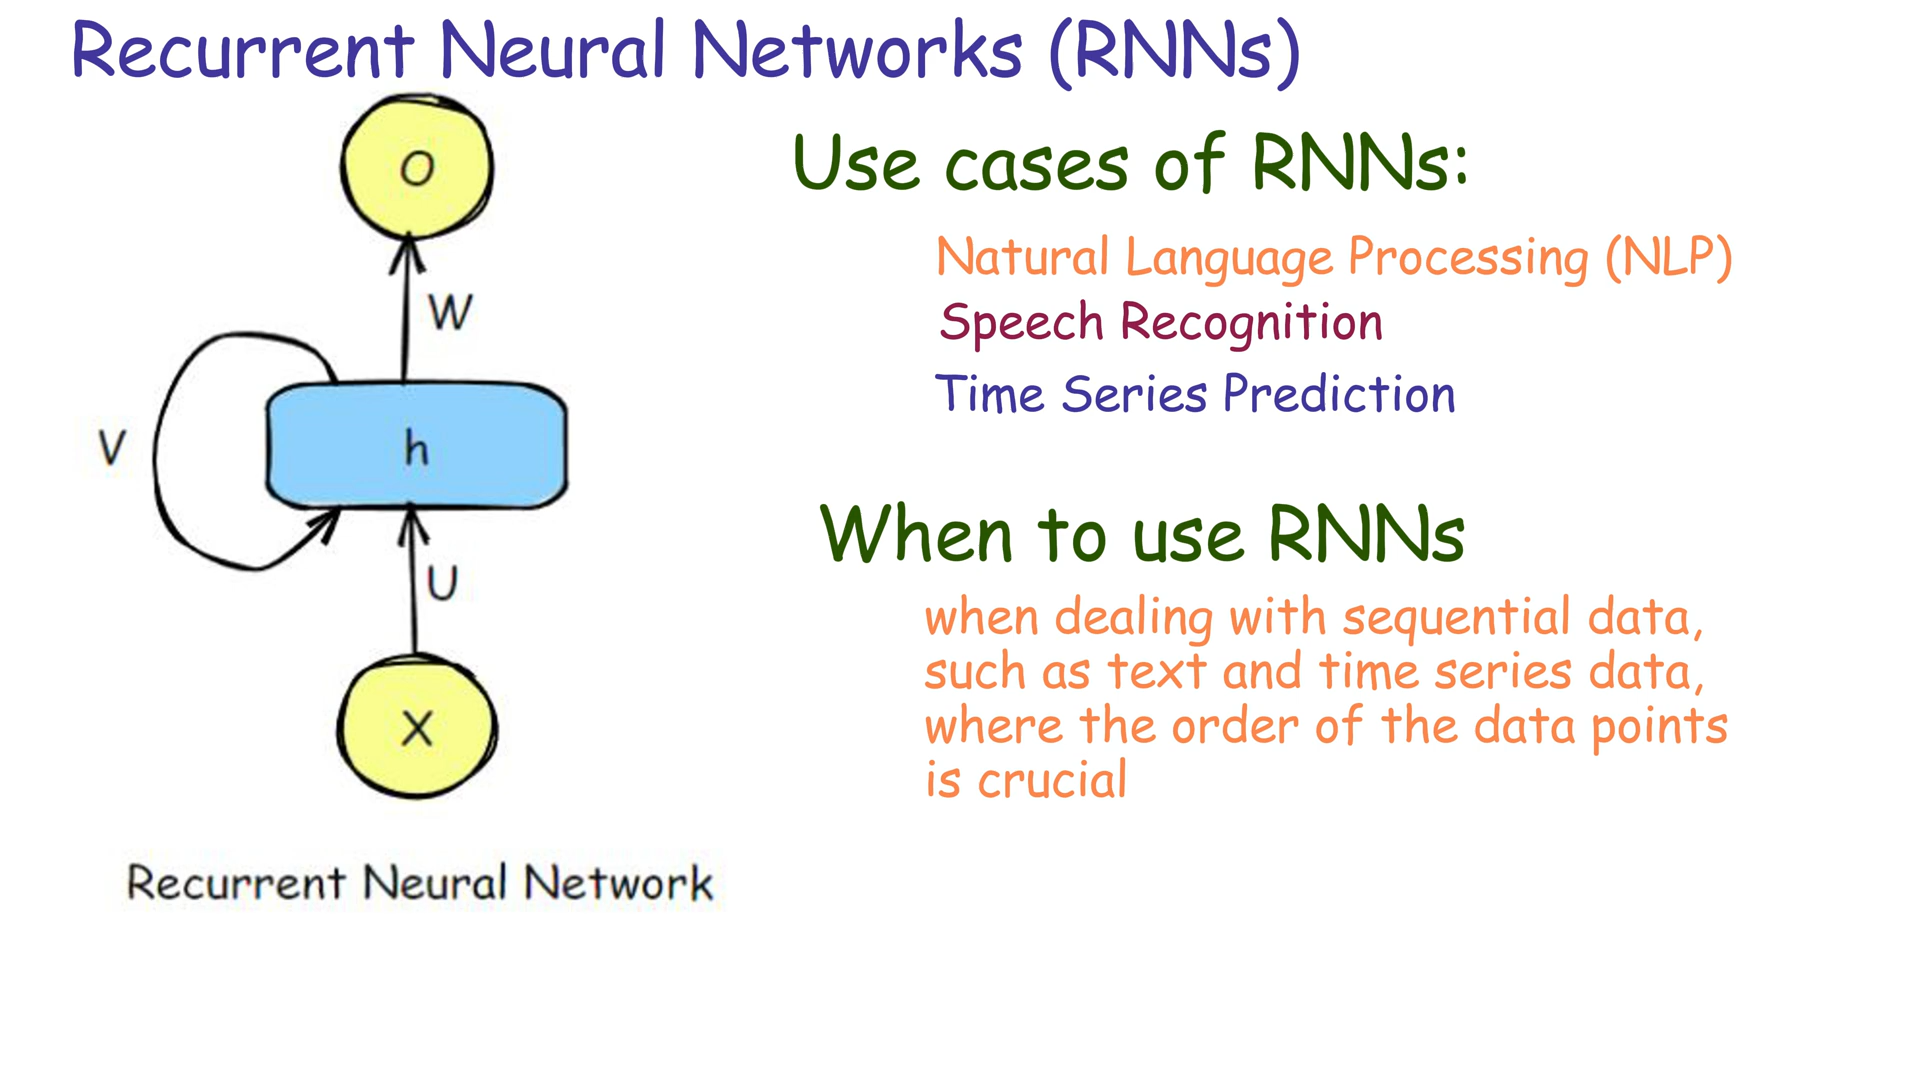 Recurrent Neural Networks (RNNs)
O
W
V
h
U
X
Recurrent Neural Network
Use cases of RNNs:
Natural Language Processing (NLP)
Speech Recognition
Time Series Prediction
When to use RNNs
when dealing with sequential data,
such as text and time series data,
where the order of the data points
is crucial